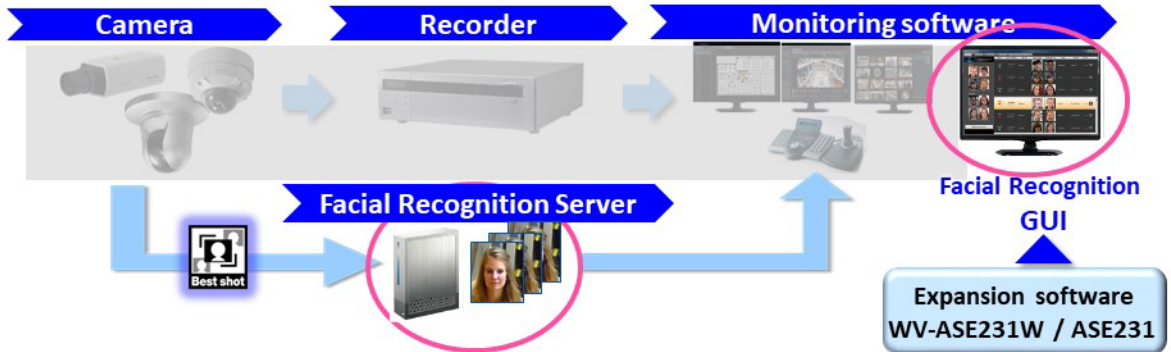 Camera
Recorder
Monitoring software
Facial Recognition Server
Facial Recognition
GUI
Best shot
Expansion software
WV-ASE231W / ASE231